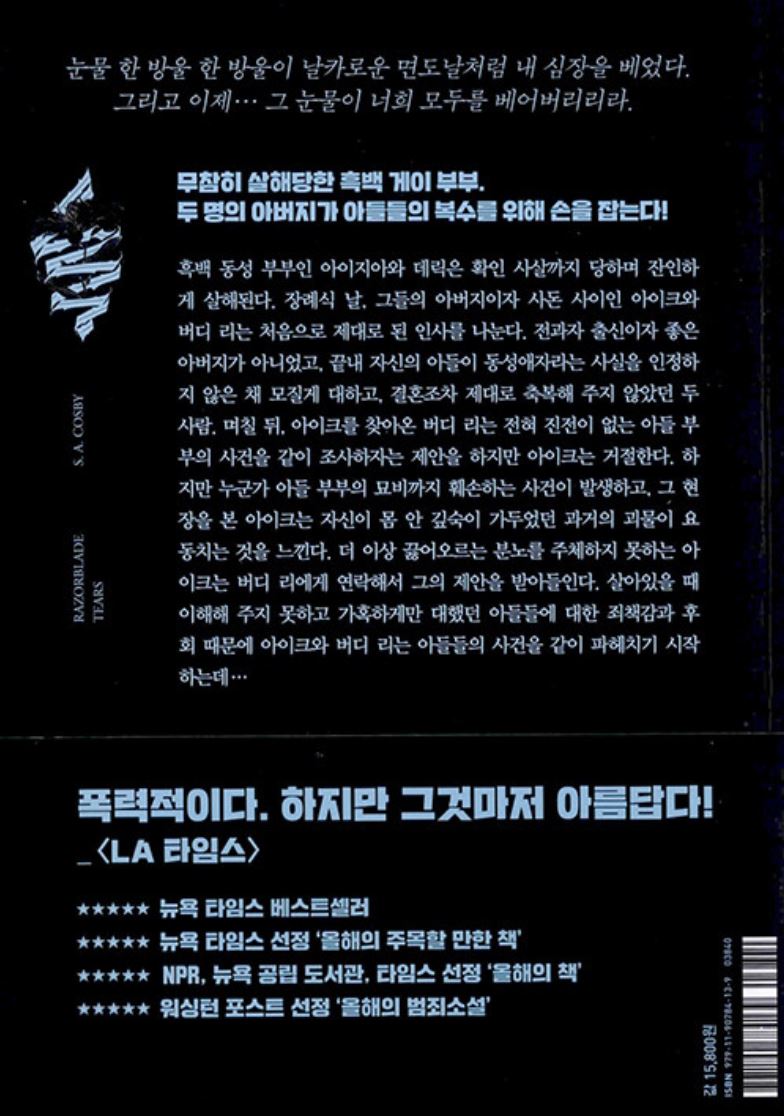 눈물 한 방울 한 방울이 날카로운 면도날처럼 내 심장을 베었다.
그리고 이제… 그 눈물이 너희 모두를 베어버리리라.
무참히 살해당한 흑백 게이 부부.
두 명의 아버지가 아들들의 복수를 위해 손을 잡는다!
흑백 동성 부부인 아이지아와 데릭은 확인 사살까지 당하며 잔인하
게 살해된다. 장례식 날, 그들의 아버지이자 사돈 사이인 아이크와
버디 리는 처음으로 제대로 된 인사를 나눈다. 전과자 출신이자 좋은
아버지가 아니었고, 끝내 자신의 아들이 동성애자라는 사실을 인정하
지 않은 채 모질게 대하고, 결혼조차 제대로 축복해 주지 않았던 두
사람. 며칠 뒤, 아이크를 찾아온 버디 리는 전혀 진전이 없는 아들 부
부의 사건을 같이 조사하자는 제안을 하지만 아이크는 거절한다. 하
지만 누군가 아들 부부의 묘비까지 훼손하는 사건이 발생하고, 그 현
장을 본 아이크는 자신이 몸 안 깊숙이 가두었던 과거의 괴물이 요
동치는 것을 느낀다. 더 이상 끓어오르는 분노를 주체하지 못하는 아
이크는 버디 리에게 연락해서 그의 제안을 받아들인다. 살아있을 때
이해해 주지 못하고 가혹하게만 대했던 아들들에 대한 죄책감과 후
회 때문에 아이크와 버디 리는 아들들의 사건을 같이 파헤치기 시작
하는데…
S. A. COSBY
RAZORBLADE
TEARS
폭력적이다. 하지만 그것마저 아름답다!
_〈LA 타임스〉
★★★★★ 뉴욕 타임스 베스트셀러
★★★★★ 뉴욕 타임스 선정 ‘올해의 주목할 만한 책’
★★★★★ NPR, 뉴욕 공립 도서관, 타임스 선정 ‘올해의 책’
★★★★★ 워싱턴 포스트 선정 ‘올해의 범죄소설’
값 15,800원
ISBN 979-11-90784-13-9 03840